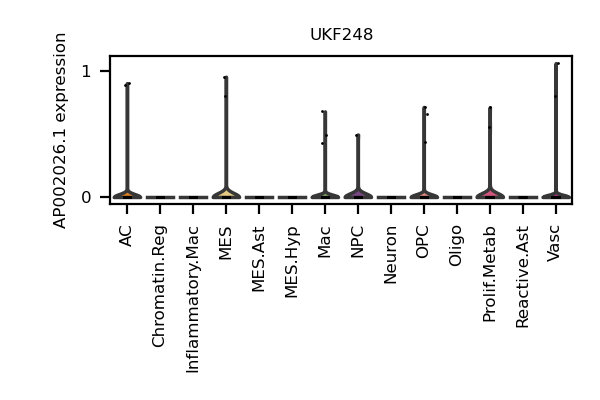 UKF248
AP002026.1 expression
1
0
AC
Chromatin.Reg
Inflammatory.Mac
MES
MES.Ast
MES.Hyp
Mac
NPC
Neuron
OPC
Oligo
Prolif.Metab
Reactive.Ast
Vasc